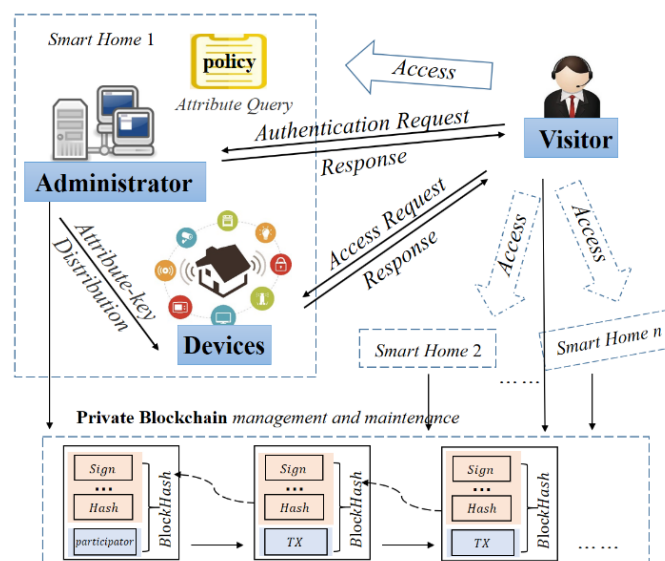 Smart Home 1
policy
Attribute Query
Access
Authentication Request
Response
Visitor
Administrator
Access Request
Response
Attribute-key
Distribution
Devices
Access
Access
Smart Home 2
Smart Home n
... ...
Private Blockchain management and maintenance
Sign
...
Hash
participator
BlockHash
Sign
...
Hash
TX
BlockHash
Sign
...
Hash
TX
BlockHash
... ...